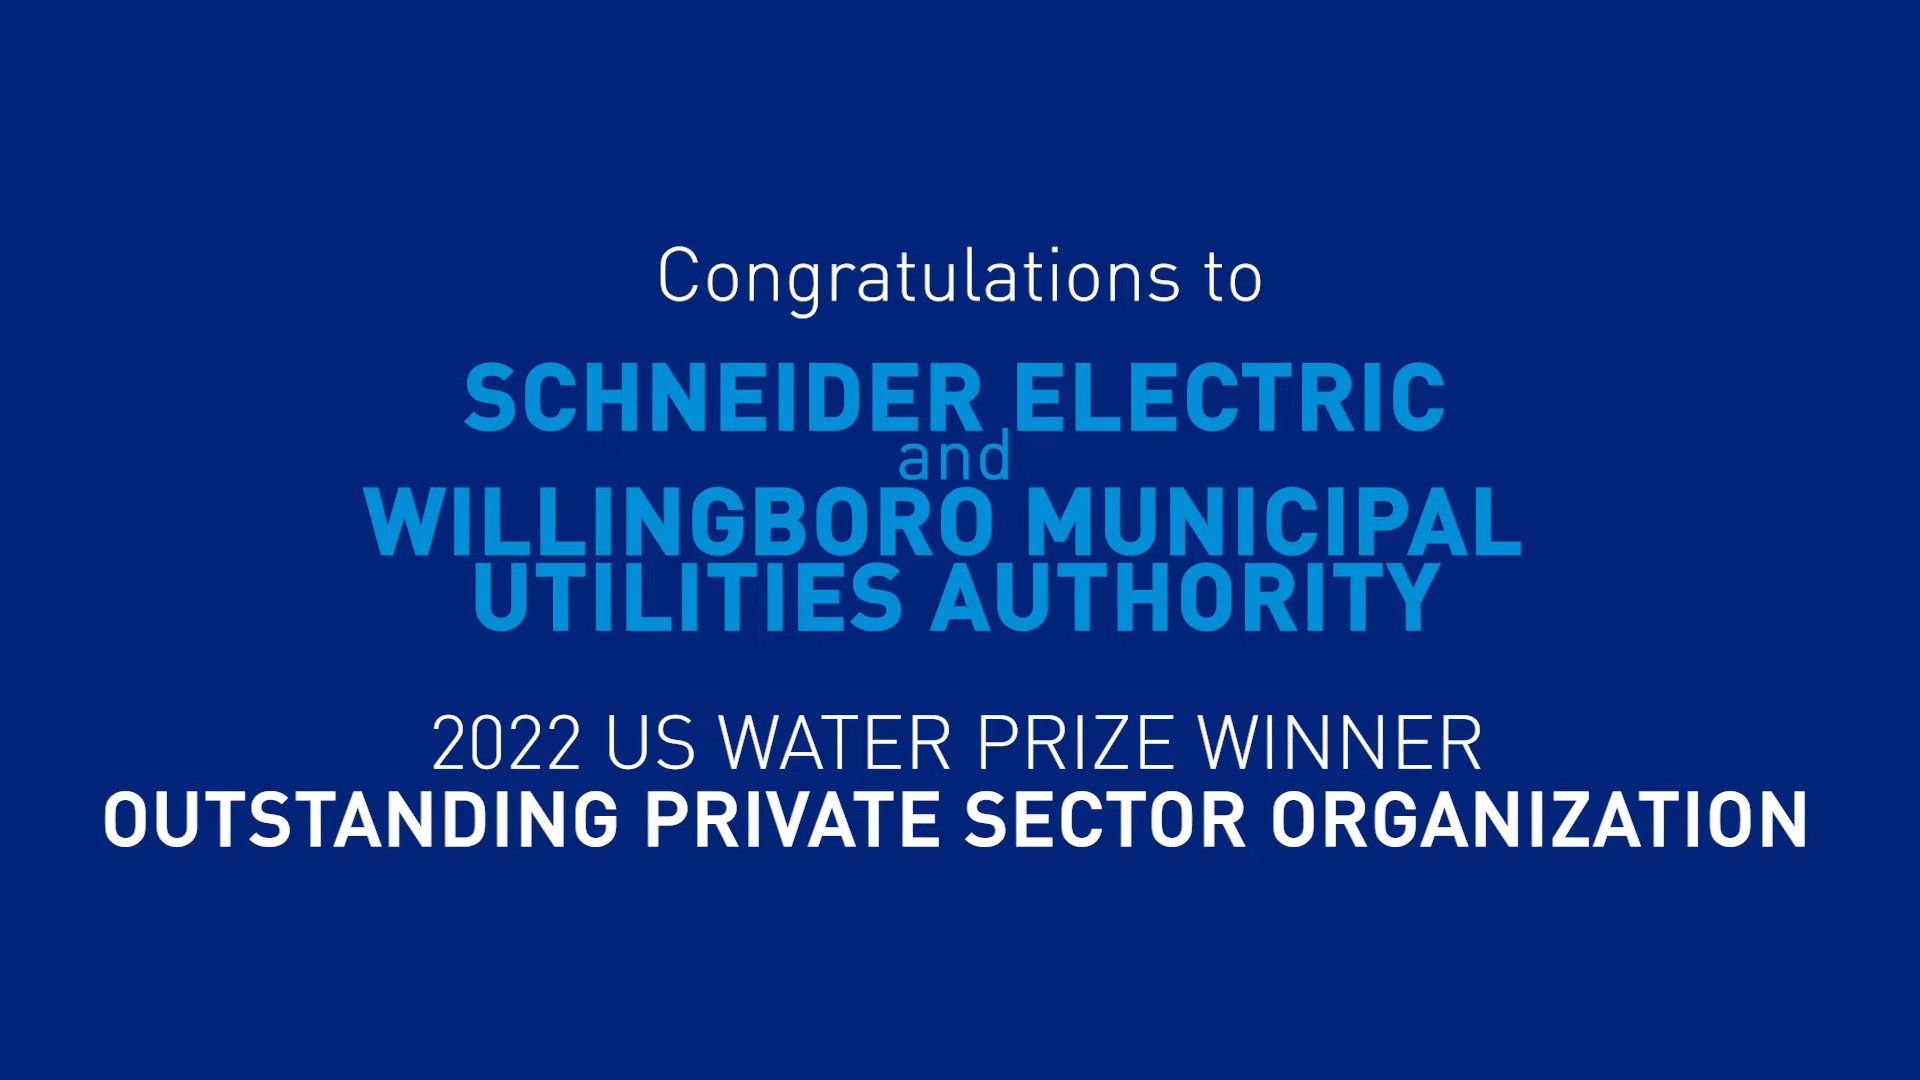 Congratulations to
SCHNEIDER ELECTRIC
and
WILLINGBORO MUNICIPAL
UTILITIES AUTHORITY
2022 US WATER PRIZE WINNER
OUTSTANDING PRIVATE SECTOR ORGANIZATION